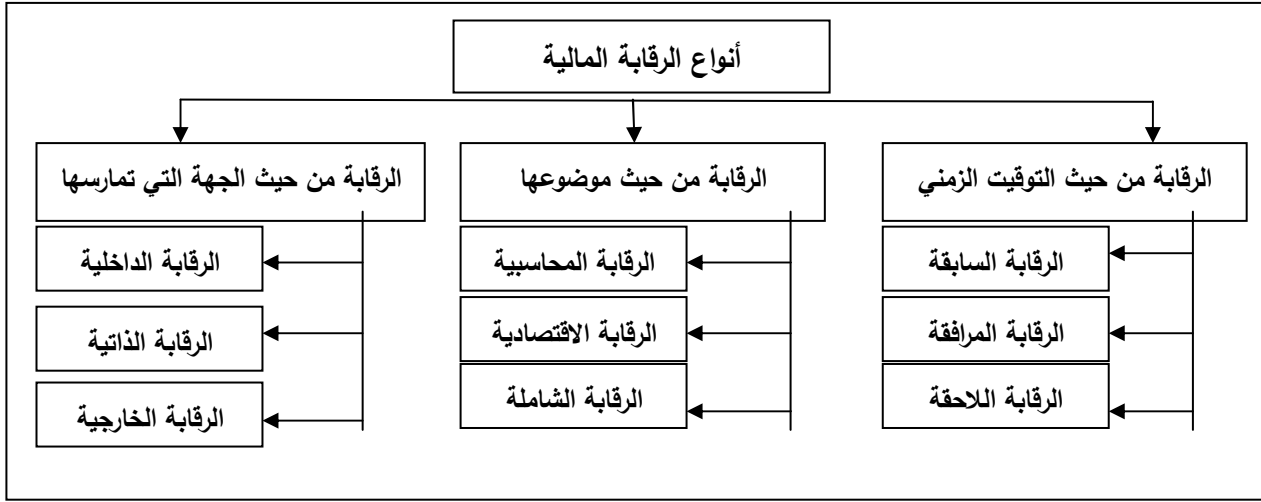 أنواع الرقابة المالية
الرقابة من حيث التوقيت الزمني
الرقابة السابقة
الرقابة المرافقة
الرقابة اللاحقة
الرقابة من حيث موضوعها
الرقابة المحاسبية
الرقابة الاقتصادية
الرقابة الشاملة
الرقابة من حيث الجهة التي تمارسها
الرقابة الداخلية
الرقابة الذاتية
الرقابة الخارجية